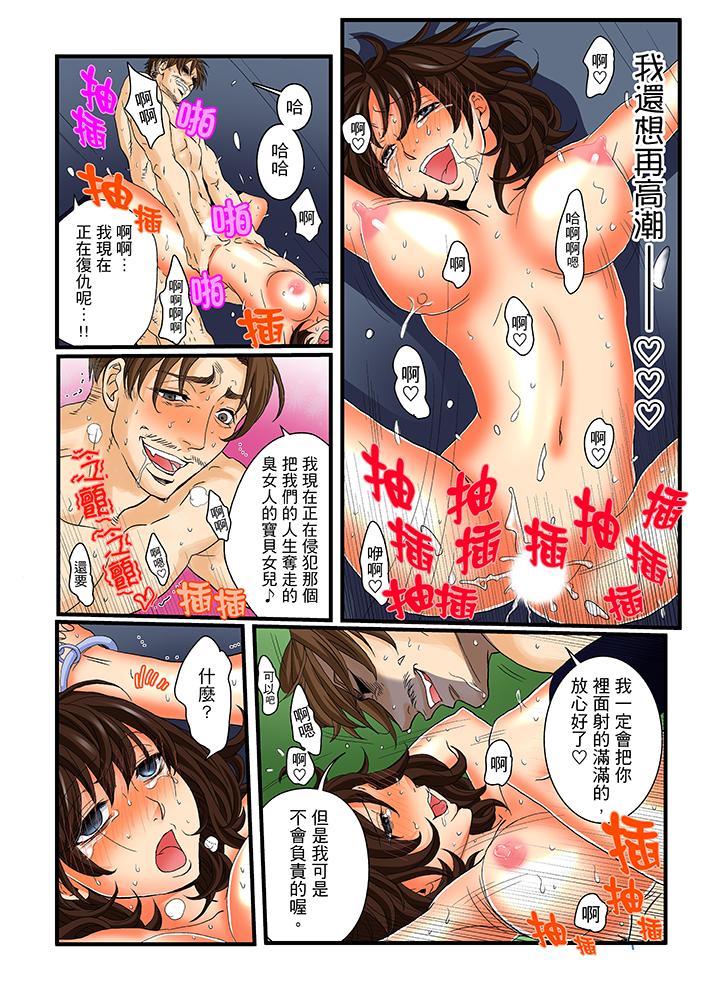 我還想再高潮——♡♡♡
啊♡
啊♡
哈啊啊嗯
啊
啊♡
啊♡
啊♡
咿啊♡
抽插
抽插
插
抽插
插
抽插
插
哈
哈哈
啊
啊啊
啊啊啊啊
抽插
抽插
啪
啪
啪
插
啊啊…
我現在
正在復仇呢…!!
我現在正在侵犯那個
把我們的人生奪走的
臭女人的寶貝女兒♪
顫
顫
啊啊
啊嗯♡
還要
插插
我一定會把你
裡面射的滿滿的，
放心好了♡
可以吧
啊嗯♡
啊♡
啊♡
但是我可是
不會負責的喔。
啊
插
抽插
抽插
什麼？